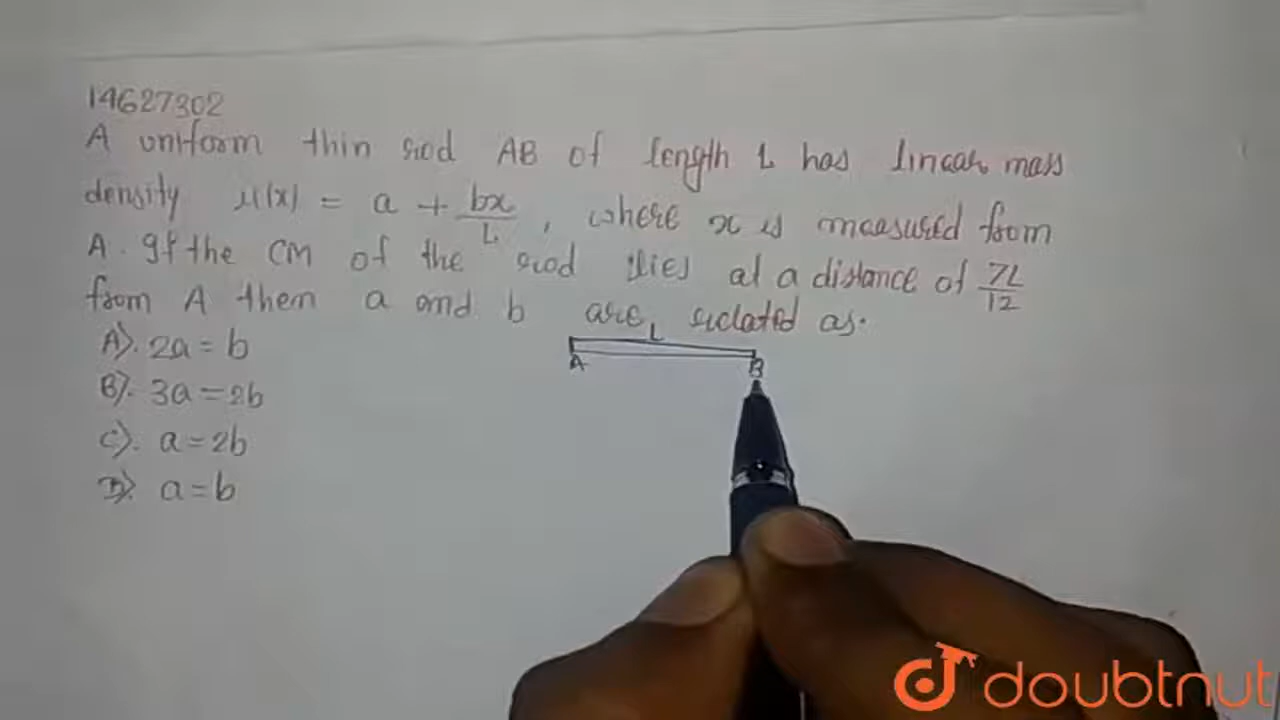 14627302
A uniform thin rod AB of length L has linear mass
density μ(x) = a + bx/L , where x is measured from
A. If the CM of the rod lies at a distance of 7L/12
from A then a and b are related as.
A). 2a = b
B). 3a = 2b
C). a = 2b
D). a = b
L
A B
doubtnut